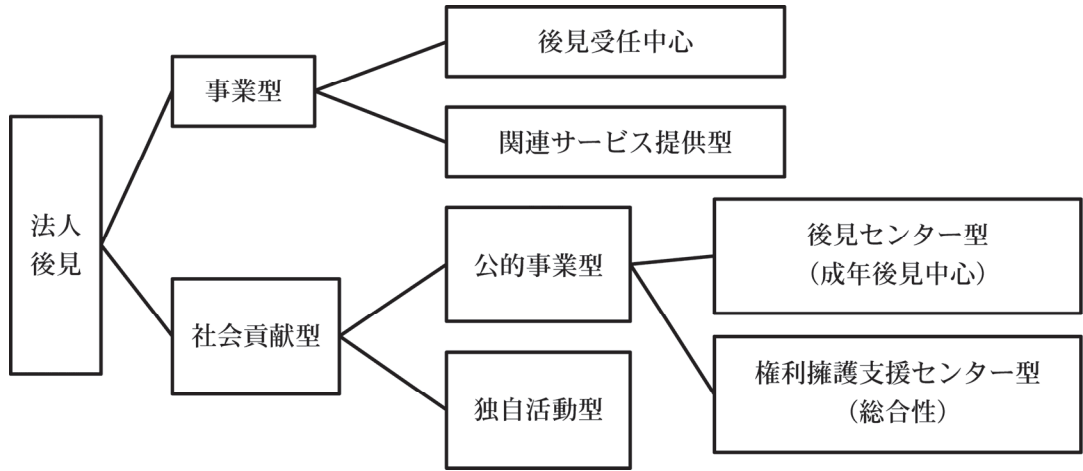 法人
後見
事業型
後見受任中心
関連サービス提供型
社会貢献型
公的事業型
後見センター型
（成年後見中心）
権利擁護支援センター型
（総合性）
独自活動型